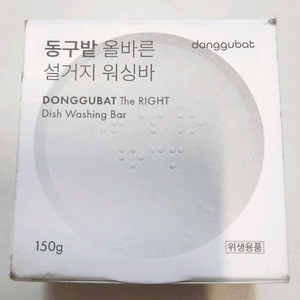 동구밭 올바른
설거지 워싱바
donggubat
DONGGUBAT The RIGHT
Dish Washing Bar
150g
위생용품